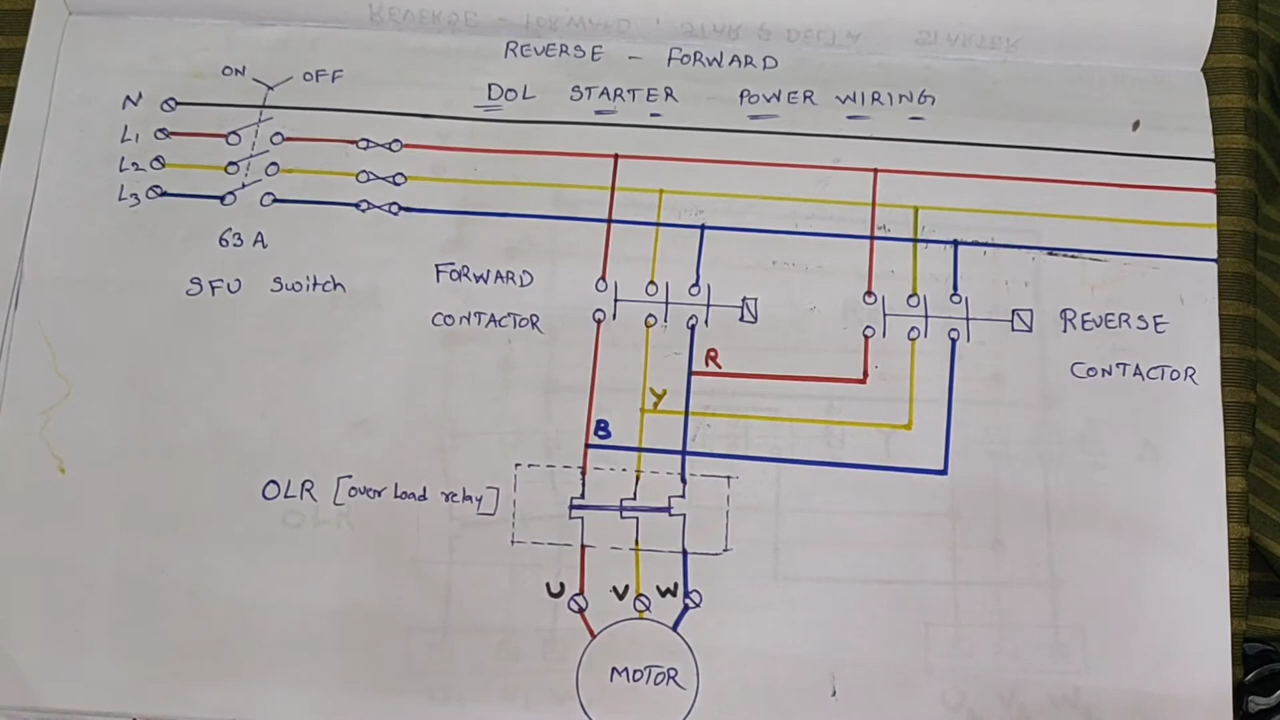 REVERSE - FORWARD
DOL STARTER - POWER WIRING
ON OFF
N
L1
L2
L3
63 A
SFU Switch
FORWARD
CONTACTOR
REVERSE
CONTACTOR
R
Y
B
OLR [over Load relay]
U V W
MOTOR